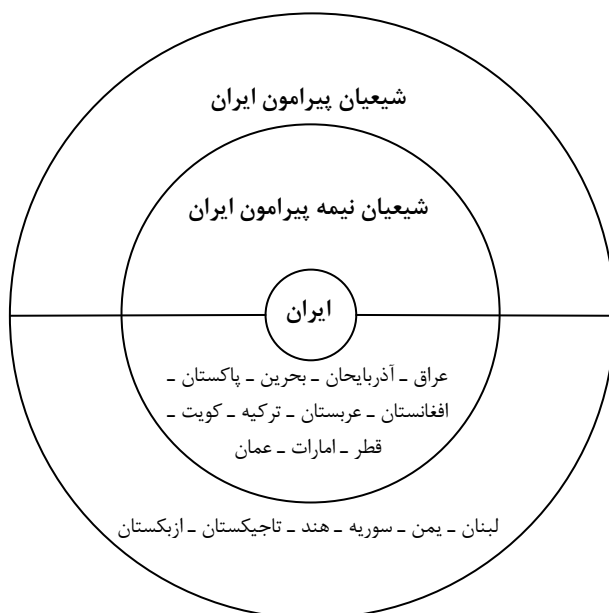 شیعیان پیرامون ایران
شیعیان نیمه پیرامون ایران
ایران
عراق ـ آذربایحان ـ بحرین ـ پاکستان ـ
افغانستان ـ عربستان ـ ترکیه ـ کویت ـ
قطر ـ امارات ـ عمان
لبنان ـ یمن ـ سوریه ـ هند ـ تاجیکستان ـ ازبکستان